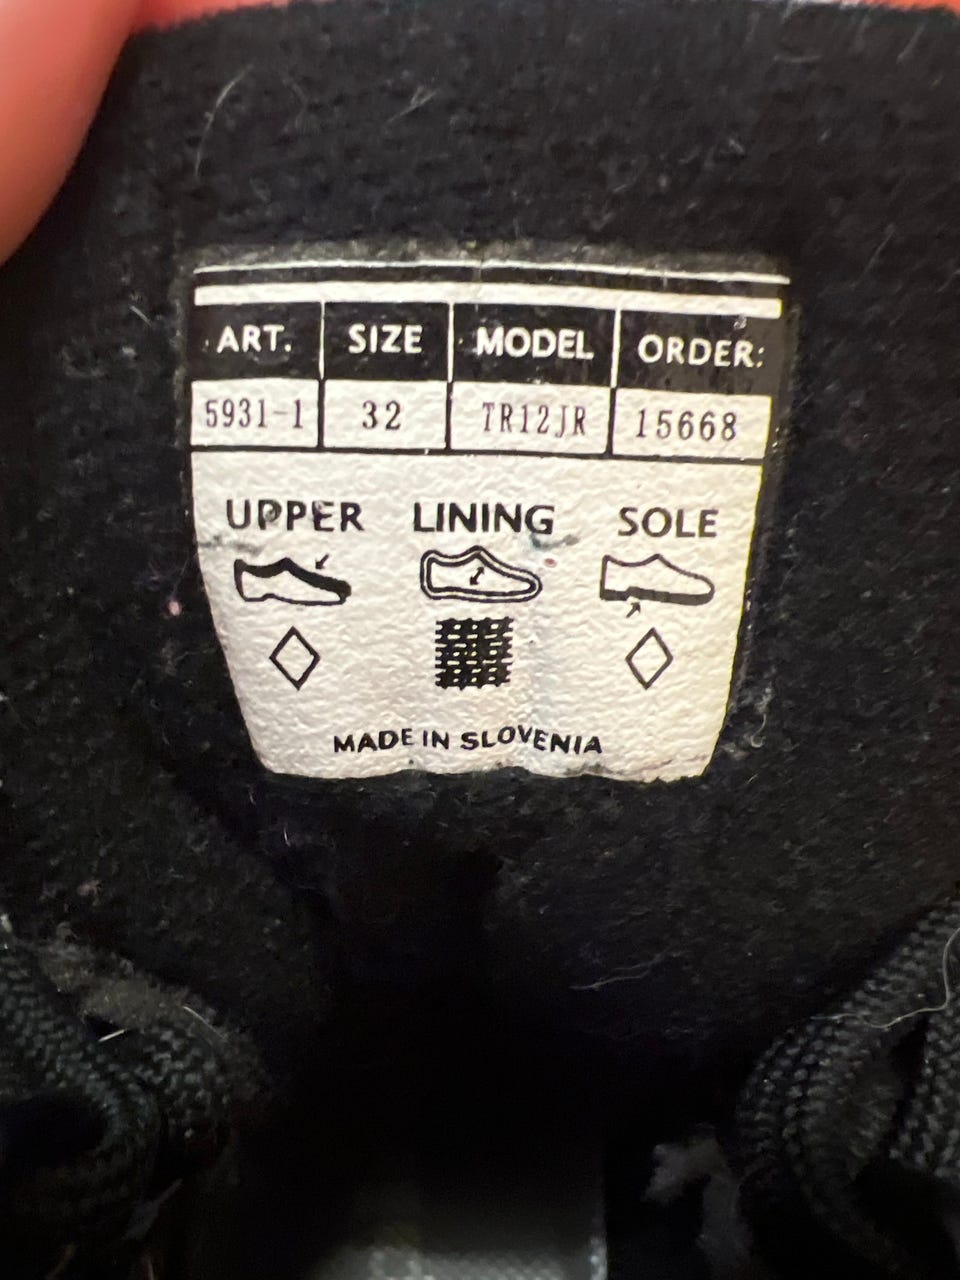 ART. SIZE MODEL ORDER:
5931-1 32 TR12JR 15668
UPPER LINING SOLE
MADE IN SLOVENIA